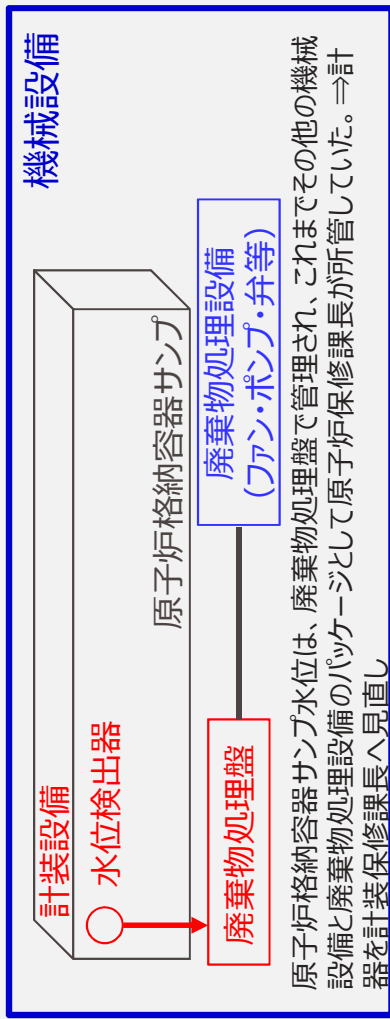 機械設備
計装設備
水位検出器
原子炉格納容器サンプ
廃棄物処理盤
廃棄物処理設備
(ファン・ポンプ・弁等)
原子炉格納容器サンプ水位は、廃棄物処理盤で管理され、これまでその他の機械
設備と廃棄物処理設備のパッケージとして原子炉保修課長が所管していた。⇒計
器を計装保修課長へ見直し